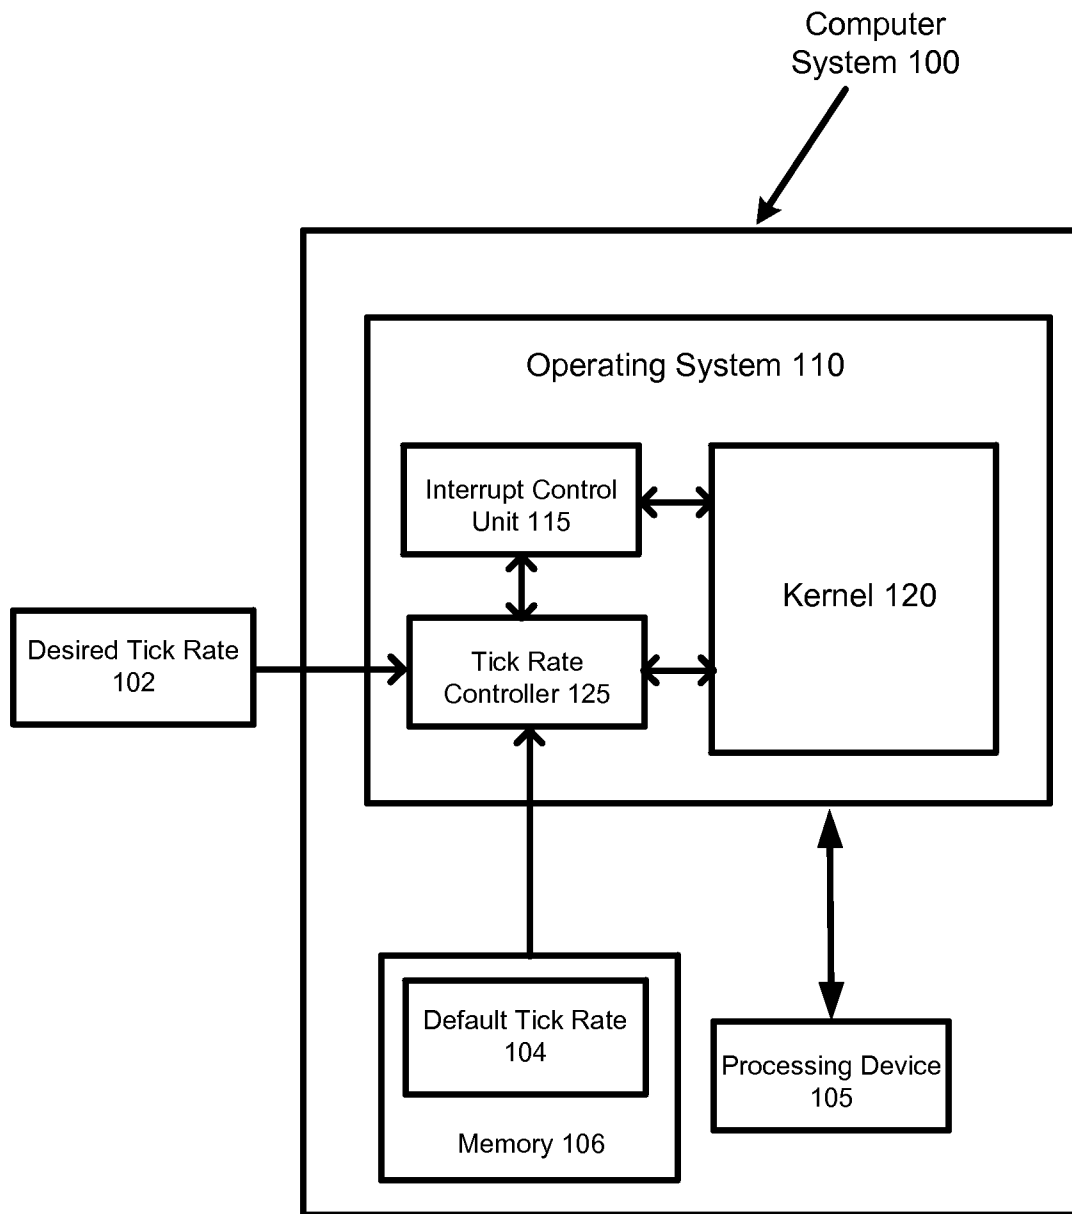 Computer
System 100
Operating System 110
Interrupt Control
Unit 115
Kernel 120
Desired Tick Rate
102
Tick Rate
Controller 125
Default Tick Rate
104
Memory 106
Processing Device
105